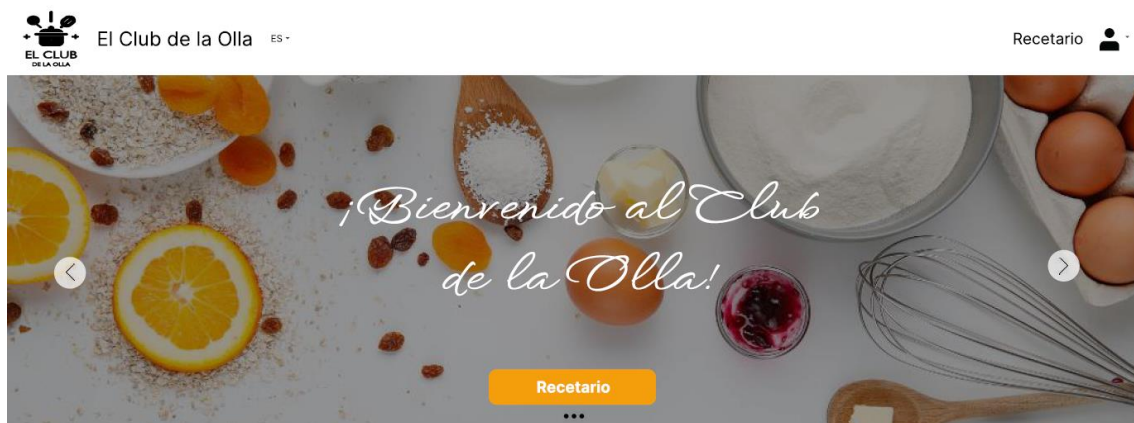 EL CLUB
DE LA OLLA
El Club de la Olla
ES
Recetario
¡Bienvenido al Club
de la Olla!
Recetario